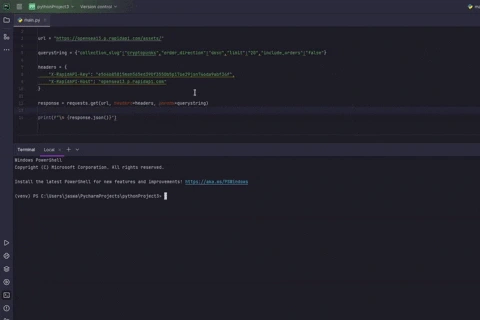 pythonProject3 Version control
main.py
url = "https://opensea13.p.rapidapi.com/assets/"
querystring = {"collection_slug":"cryptopunks","order_direction":"desc","limit":"20","include_orders":"false"}
headers = {
"X-RapidAPI-Key":
"X-RapidAPI-Host": "opensea13.p.rapidapi.com"
}
response = requests.get(url, headers=headers, params=querystring)
print(f"\n {response.json()}")
Terminal Local
Windows PowerShell
Copyright (C) Microsoft Corporation. All rights reserved.
Install the latest PowerShell for new features and improvements! https://aka.ms/PSWindows
(venv) PS C:\Users\jasaw\PycharmProjects\pythonProject3>